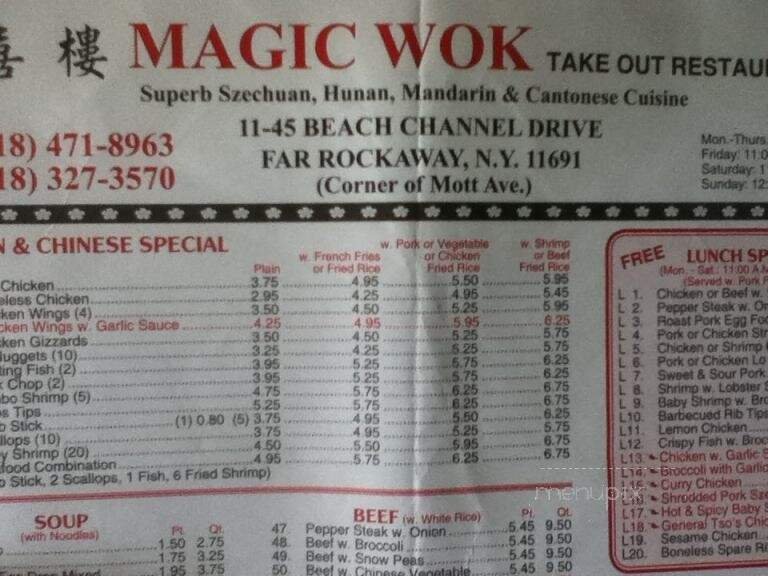 喜 樓 MAGIC WOK TAKE OUT RESTAU
Superb Szechuan, Hunan, Mandarin & Cantonese Cuisine
18) 471-8963
18) 327-3570
11-45 BEACH CHANNEL DRIVE
FAR ROCKAWAY, N.Y. 11691
(Corner of Mott Ave.)
Mon.-Thurs.
Friday: 11:0
Saturday: 1
Sunday: 12:
N & CHINESE SPECIAL
Plain
w. French Fries
or Fried Rice
w. Pork or Vegetable
or Chicken
Fried Rice
w. Shrimp
or Beef
Fried Rice
Chicken 3.75 4.95 5.50 5.95
eless Chicken 2.95 4.25 4.95 5.45
cken Wings (4) 3.50 4.50 5.25 5.95
cken Wings w. Garlic Sauce 4.25 4.95 5.95 6.25
ken Gizzards 3.50 4.50 5.25 5.75
Nuggets (10) 3.25 4.25 5.25 5.75
ting Fish (2) 3.95 5.25 5.75 6.25
k Chop (2) 3.95 5.25 5.75 6.25
bo Shrimp (5) 4.75 5.75 6.25 6.75
s Tips 5.25 5.75 6.25 6.75
b Stick (1) 0.80 (5) 3.75 4.95 5.50 6.25
llops (10) 3.75 4.95 5.25 5.75
y Shrimp (20) 4.50 5.50 5.95 6.75
food Combination 4.95 5.75 6.25 6.75
b Stick, 2 Scallops, 1 Fish, 6 Fried Shrimp)
FREE LUNCH SP
(Mon. - Sat.: 11:00 A.M
(Served w. Pork F
L 1. Chicken or Beef w.
L 2. Pepper Steak w. On
L 3. Roast Pork Egg Foo
L 4. Pork or Chicken Str
L 5. Chicken or Shrimp
L 6. Pork or Chicken Lo
L 7. Sweet & Sour Pork
L 8. Shrimp w. Lobster S
L 9. Baby Shrimp w. Bro
L10. Barbecued Rib Tips
L11. Lemon Chicken
L12. Crispy Fish w. Broc
L13 Chicken w. Garlic S
Broccoli with Garlic
Curry Chicken
Shrodded Pork Sze
L17 Hot & Spicy Baby S
L18 General Tso's Chic
L19. Sesame Chicken
L20. Boneless Spare Ri
menupix
SOUP
(with Noodles)
Pt. Qt.
1.50 2.75
1.75 3.25
Mixed 1.95 3.75
BEEF (w. White Rice)
Pt. Qt.
47. Pepper Steak w. Onion 5.45 9.50
48. Beef w. Broccoli 5.45 9.50
49. Beef w. Snow Peas 5.45 9.50
50. Beef w. Chinese Vegetable 5.45 9.50